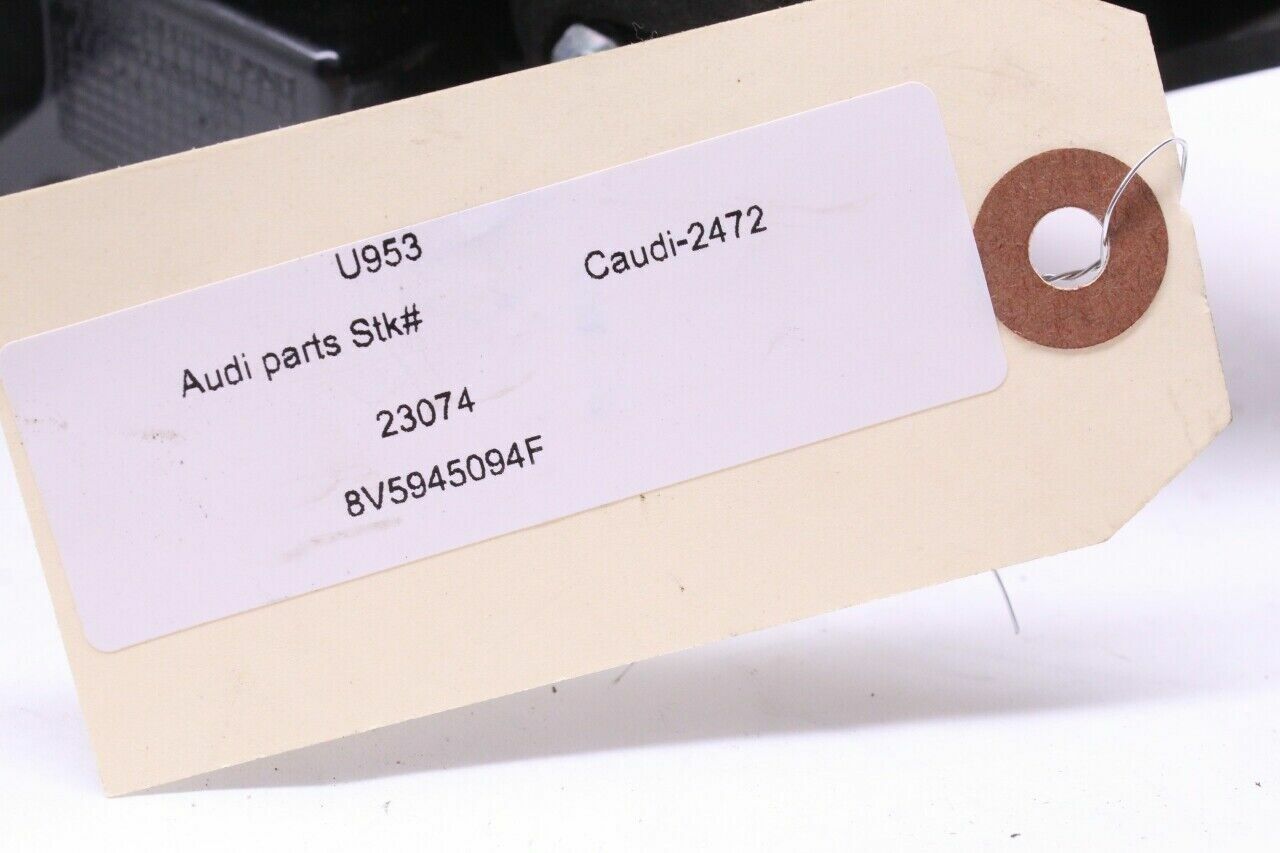 U953 Caudi-2472
Audi parts Stk#
23074
8V5945094F